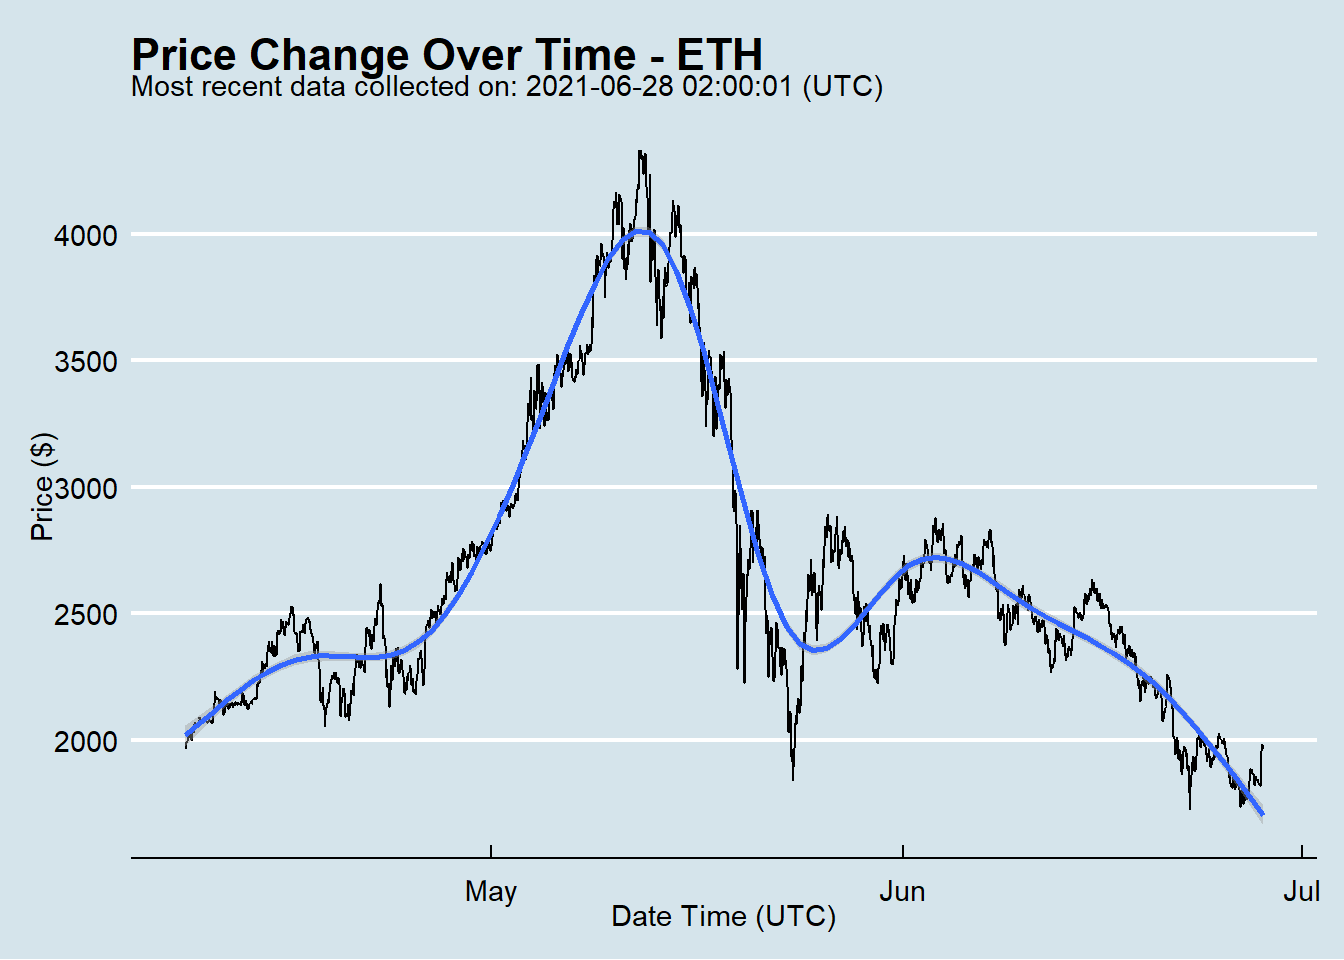 Price Change Over Time - ETH
Most recent data collected on: 2021-06-28 02:00:01 (UTC)
4000
3500
3000
2500
2000
Price ($)
May
Jun
Jul
Date Time (UTC)